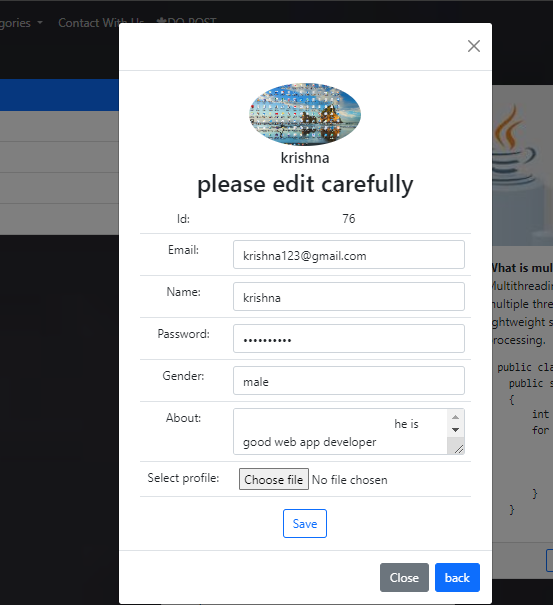 gories Contact With Us DO POST
krishna
please edit carefully
Id: 76
Email: krishna123@gmail.com
Name: krishna
Password: ••••••••••
Gender: male
About: he is
good web app developer
Select profile: Choose file No file chosen
Save
Close back
What is mul
Multithreadin
multiple thre
ightweight s
rocessing.
public cla
public s
{
int
for
}
}